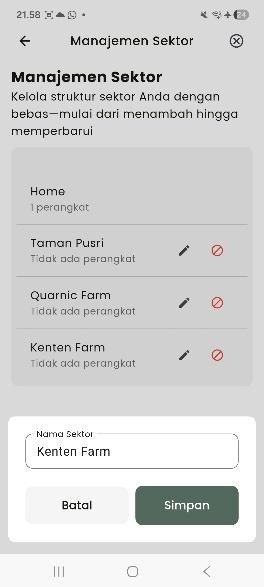 21.58
24
Manajemen Sektor
Manajemen Sektor
Kelola struktur sektor Anda dengan
bebas—mulai dari menambah hingga
memperbarui
Home
1 perangkat
Taman Pusri
Tidak ada perangkat
Quarnic Farm
Tidak ada perangkat
Kenten Farm
Tidak ada perangkat
Nama Sektor
Kenten Farm
Batal
Simpan